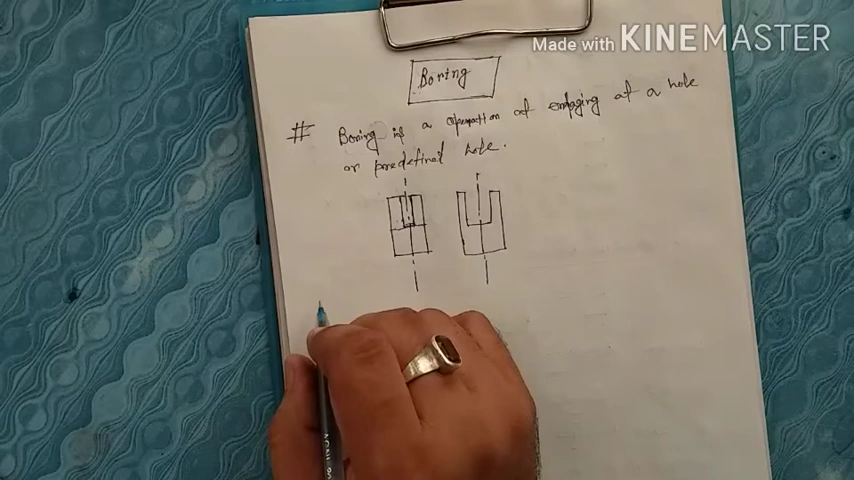 Made with KINEMASTER
Boring
# Boring is a operation of enlarging of a hole
or predefined hole.